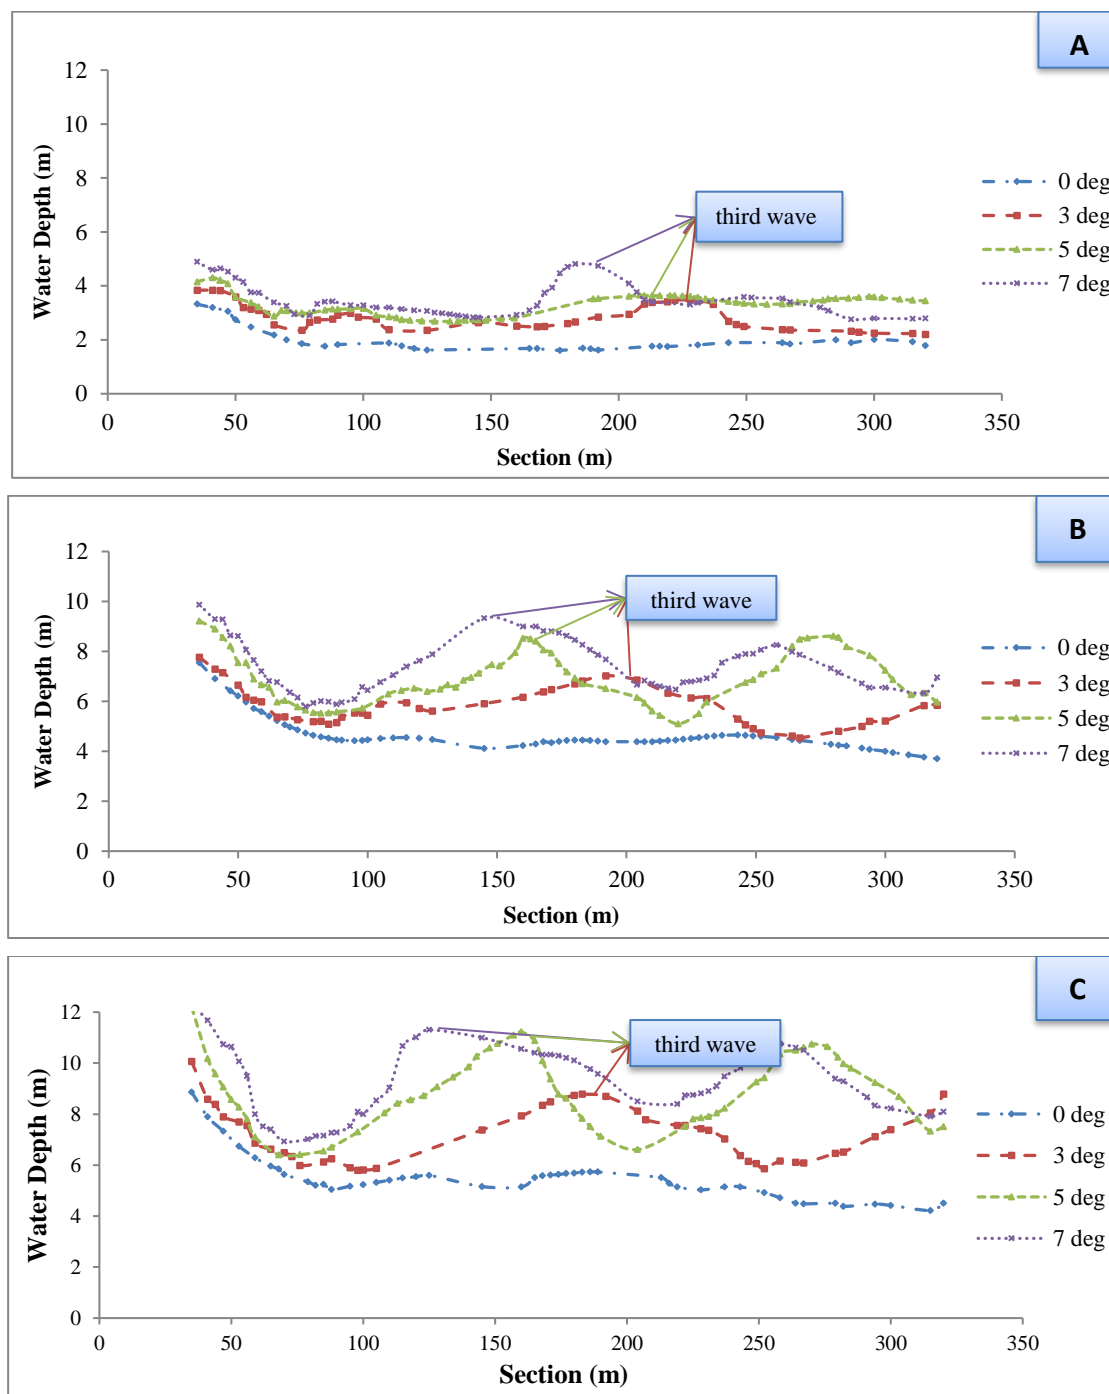 A
12
10
8
6
4
2
0
0 50 100 150 200 250 300 350
Water Depth (m)
Section (m)
third wave
0 deg
3 deg
5 deg
7 deg
B
12
10
8
6
4
2
0
0 50 100 150 200 250 300 350
Water Depth (m)
Section (m)
third wave
0 deg
3 deg
5 deg
7 deg
C
12
10
8
6
4
2
0
0 50 100 150 200 250 300 350
Water Depth (m)
Section (m)
third wave
0 deg
3 deg
5 deg
7 deg